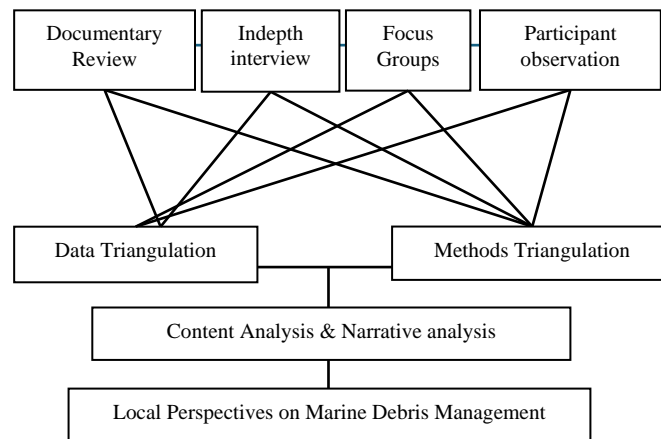 Documentary
Review
Indepth
interview
Focus
Groups
Participant
observation
Data Triangulation
Methods Triangulation
Content Analysis & Narrative analysis
Local Perspectives on Marine Debris Management